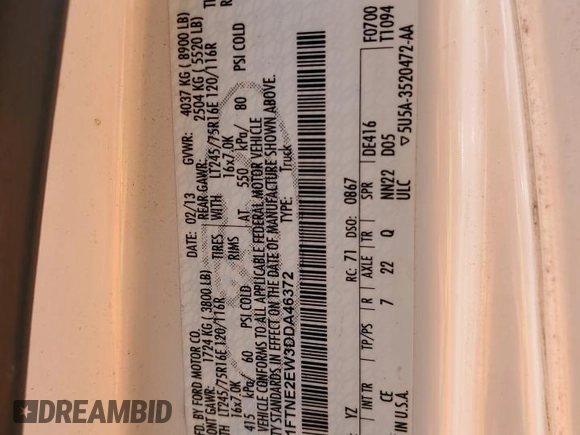 BY FORD MOTOR CO. DATE: 02/13 GVWR: 4037 KG ( 8900 LB)
ONT GAWR: 1724 KG ( 3800 LB) REAR GAWR: 2504 KG ( 5520 LB)
LT245/75R16E 120/116R TIRES WITH LT245/75R16E 120/116R
16x7.0K RIMS 16x7.0K
415 kPa/ 60 PSI COLD AT 550 kPa/ 80 PSI COLD
VEHICLE CONFORMS TO ALL APPLICABLE FEDERAL MOTOR VEHICLE
TY STANDARDS IN EFFECT ON THE DATE OF MANUFACTURE SHOWN ABOVE.
1FTNE2EW3DDA46372 TYPE: Truck
F0700
T1094
RC: 71 DSO: 0867
YZ DE416
INT TR TP/PS R AXLE TR SPR
CE 7 22 Q NN22 D05
IN U.S.A. ULC ▽5U5A-3520472-AA
DREAMBID